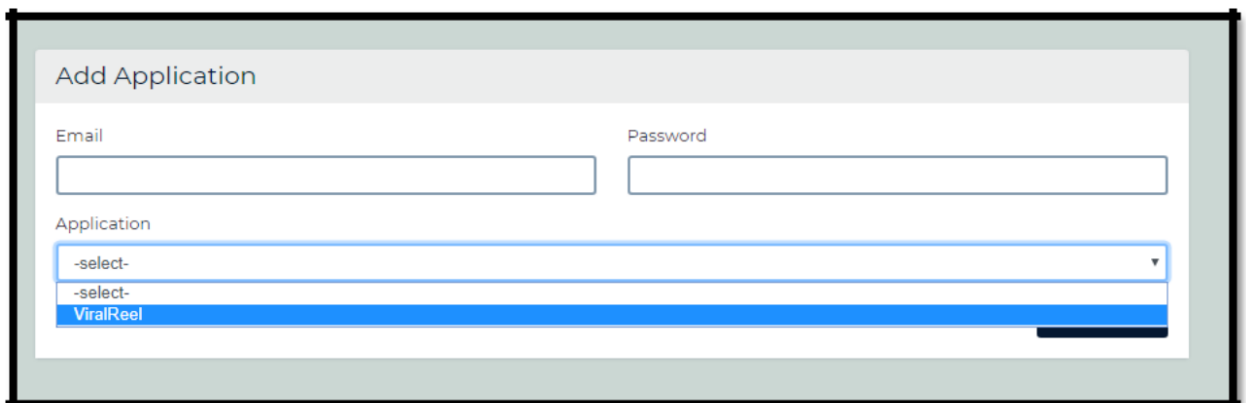 Add Application
Email Password
Application
-select-
-select-
ViralReel